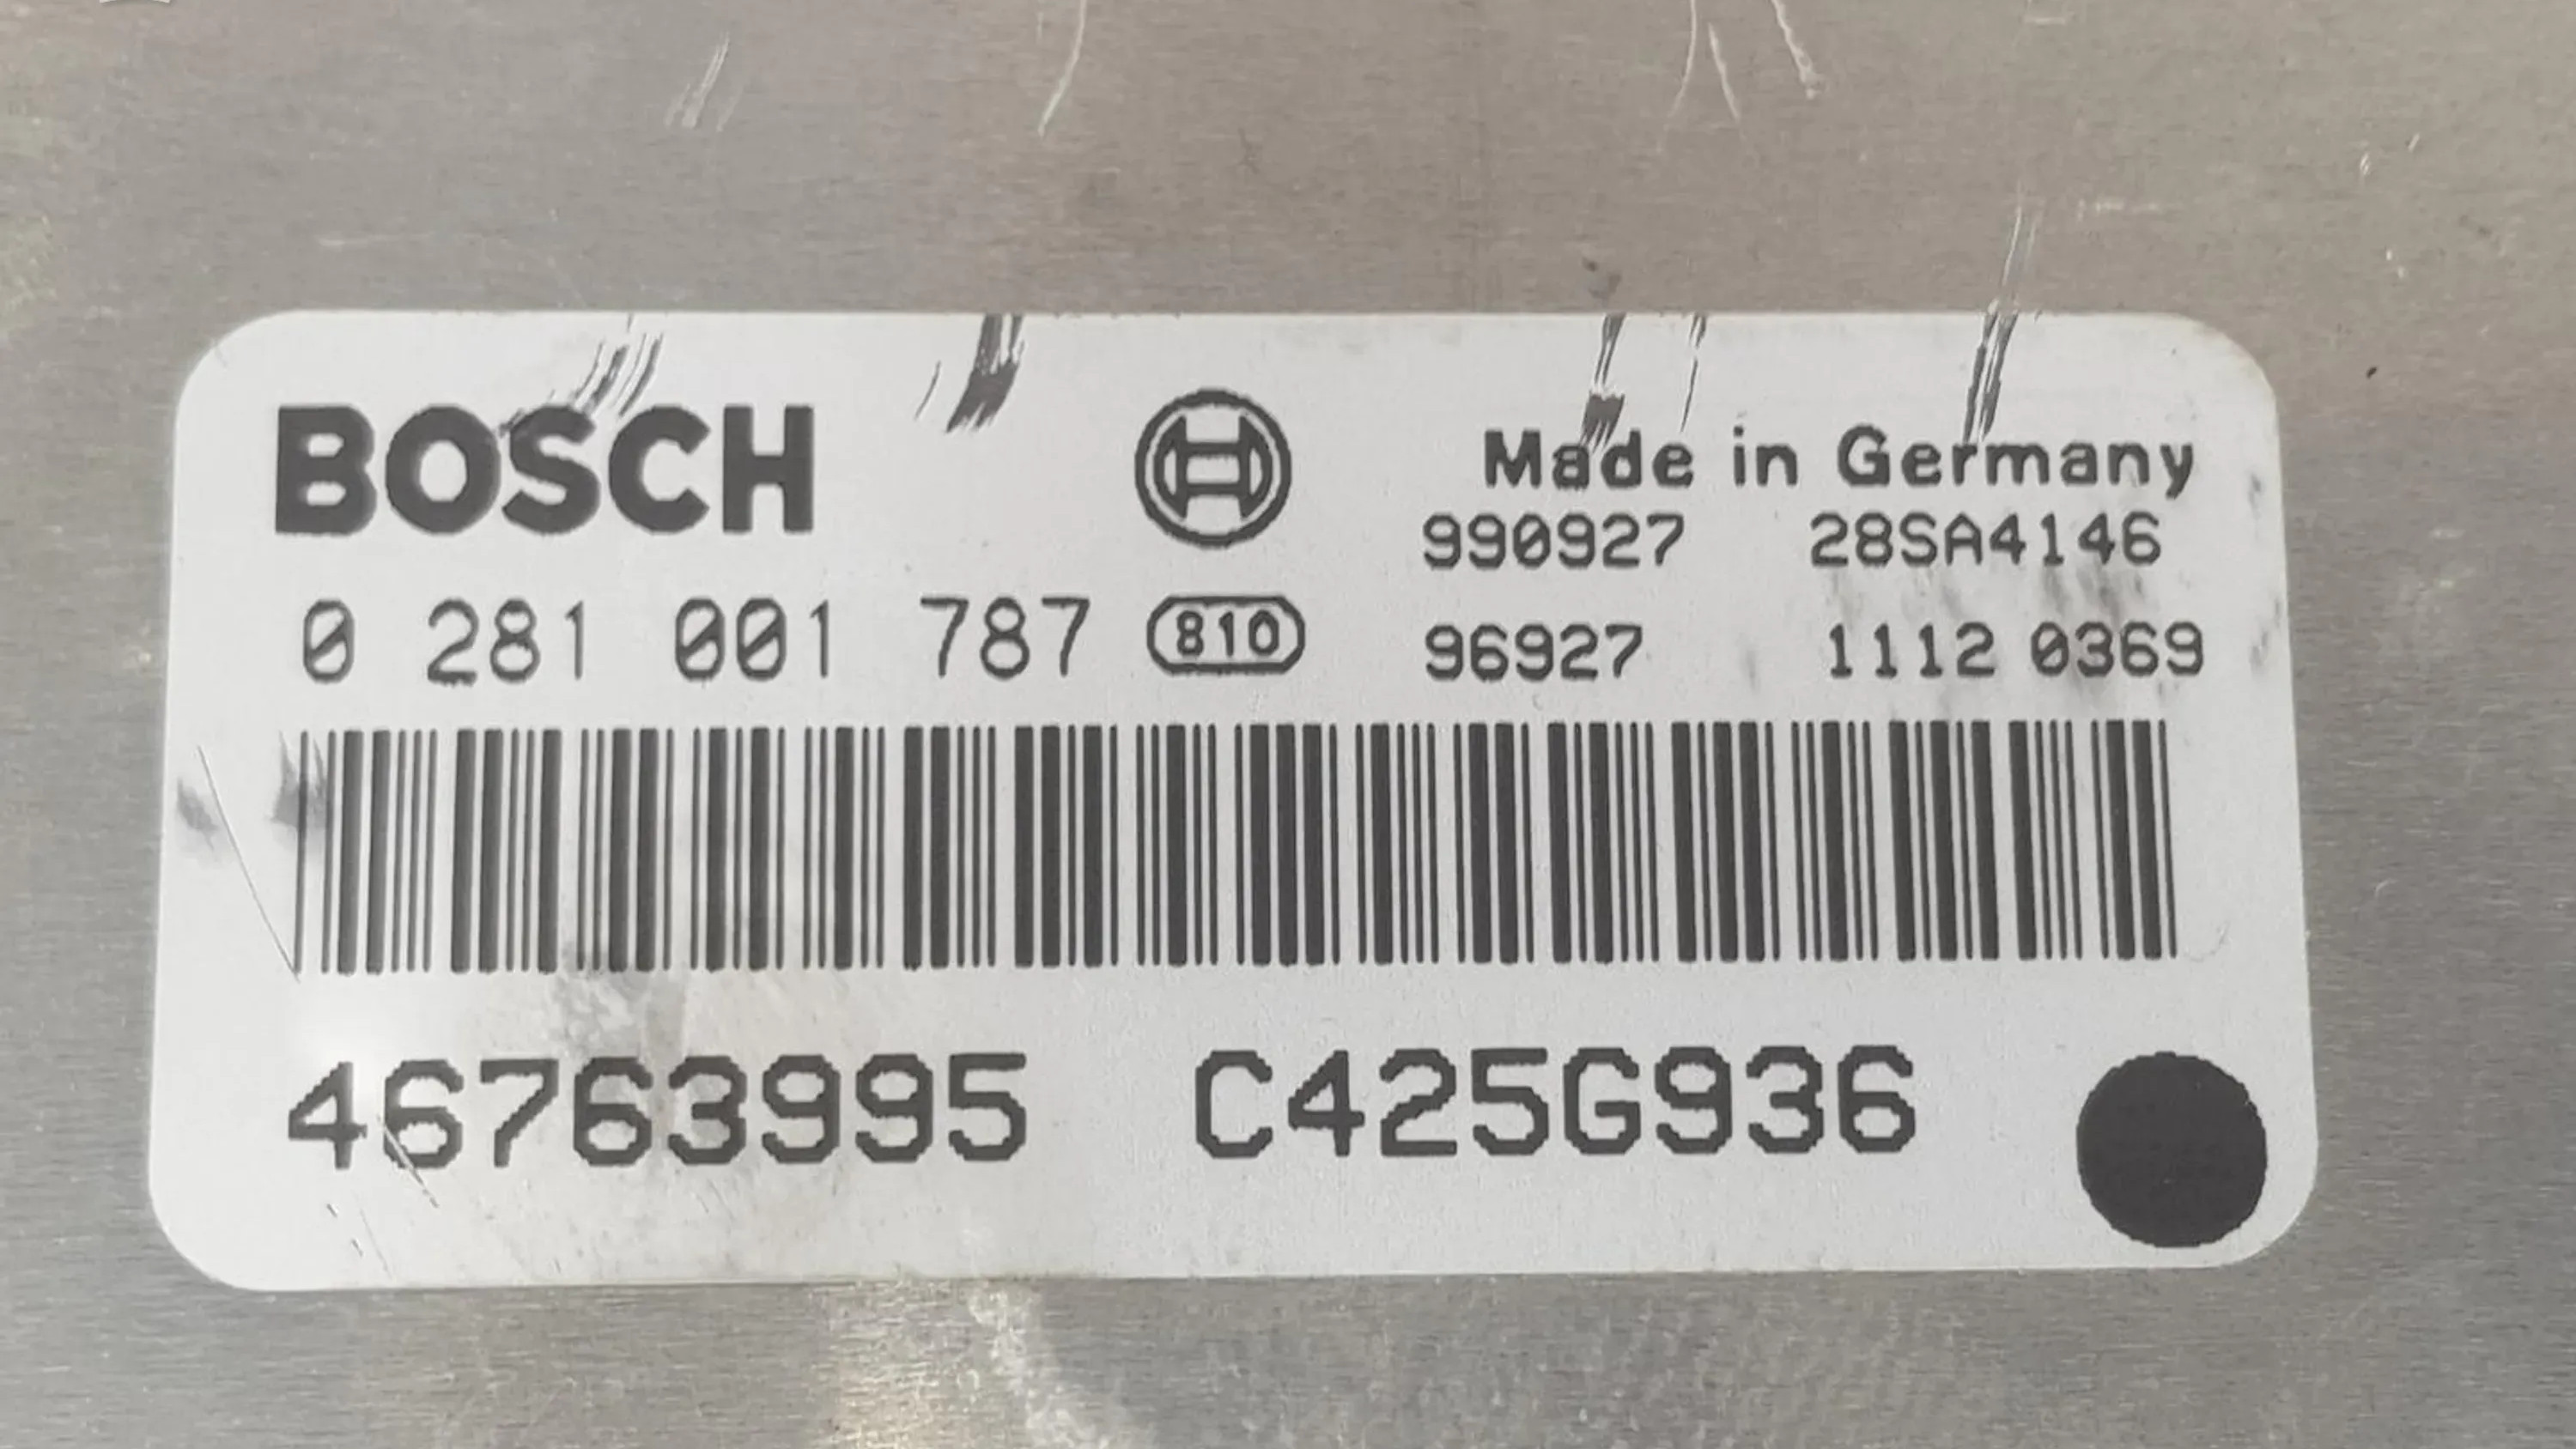 BOSCH
Made in Germany
990927 28SA4146
0 281 001 787 810 96927 1112 0369
46763995 C425G936